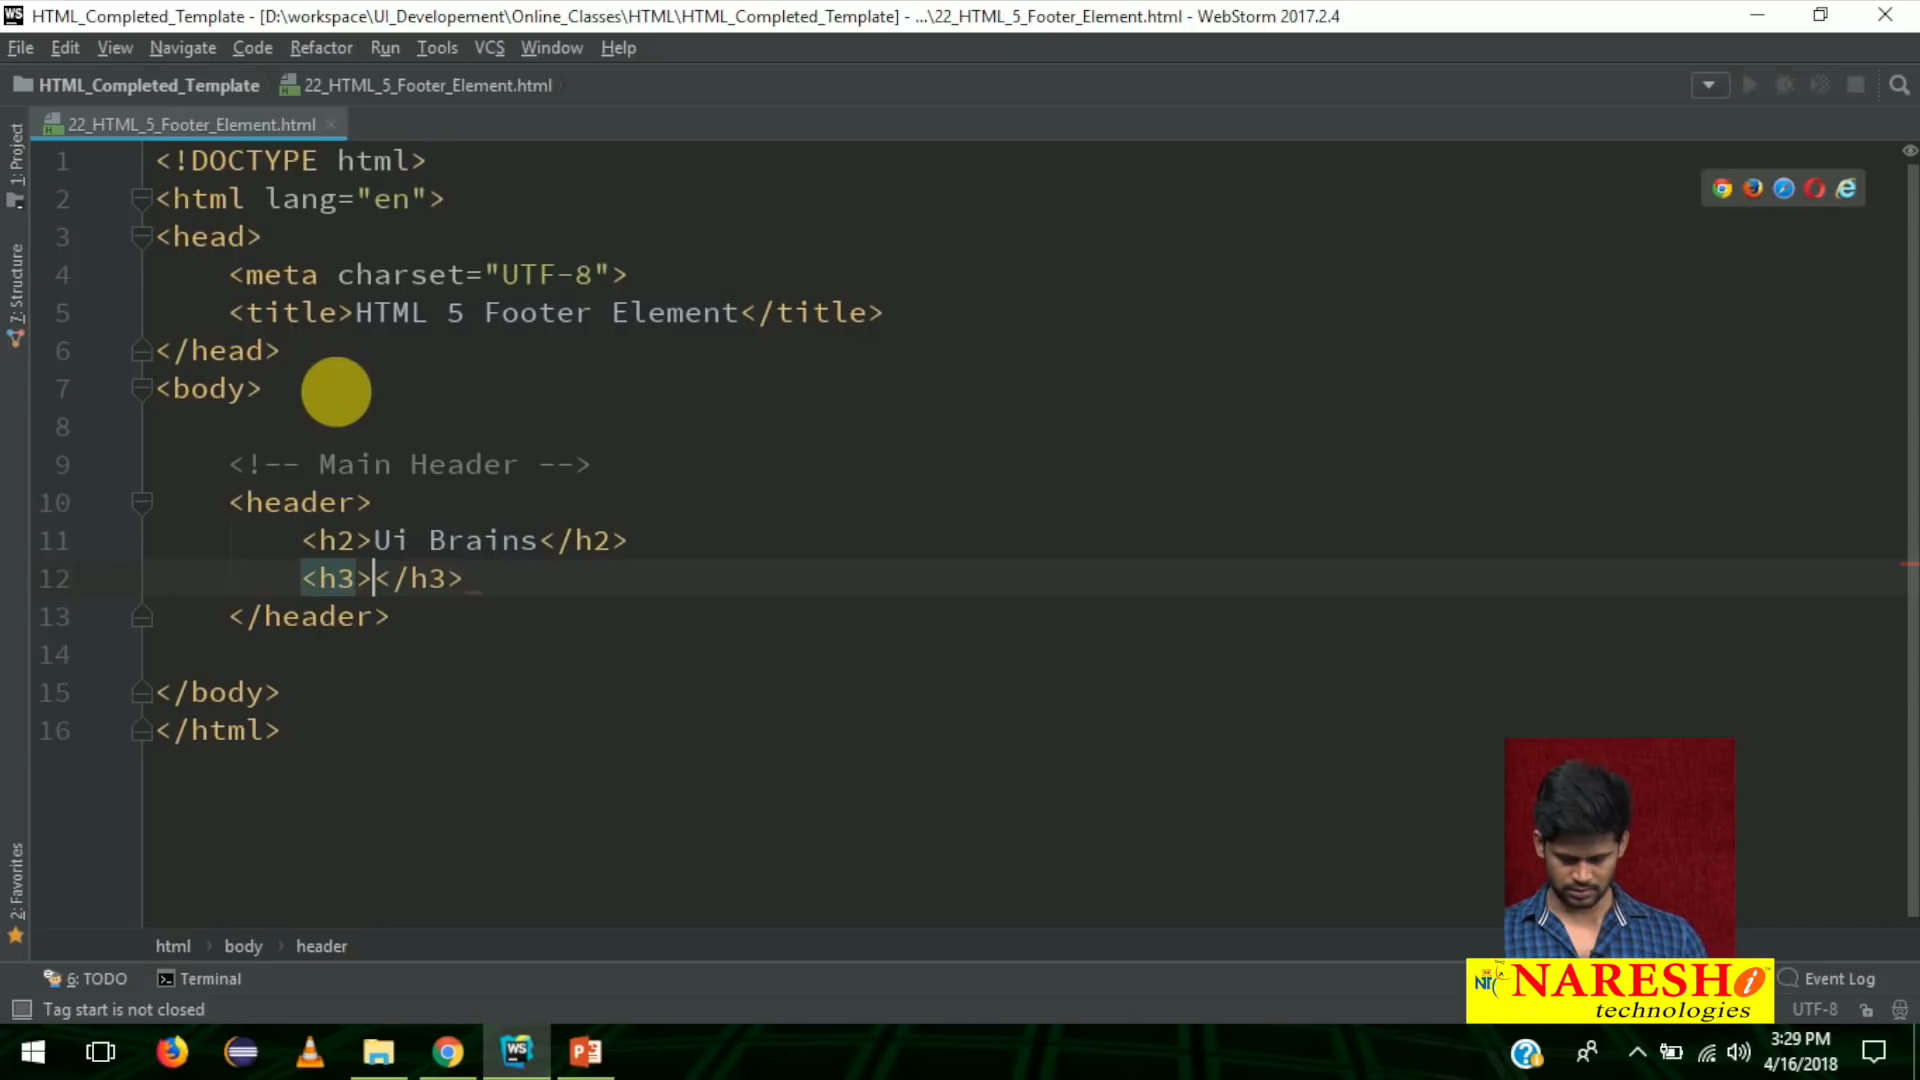 HTML_Completed_Template - [D:\workspace\UI_Developement\Online_Classes\HTML\HTML_Completed_Template] - ...\22_HTML_5_Footer_Element.html - WebStorm 2017.2.4
File Edit View Navigate Code Refactor Run Tools VCS Window Help
HTML_Completed_Template 22_HTML_5_Footer_Element.html
22_HTML_5_Footer_Element.html
1: Project
7: Structure
2: Favorites
1 <!DOCTYPE html>
2 <html lang="en">
3 <head>
4 <meta charset="UTF-8">
5 <title>HTML 5 Footer Element</title>
6 </head>
7 <body>
8
9 <!-- Main Header -->
10 <header>
11 <h2>Ui Brains</h2>
12 <h3></h3>
13 </header>
14
15 </body>
16 </html>
html body header
6: TODO Terminal Event Log
Tag start is not closed UTF-8
NARESH i
technologies
3:29 PM
4/16/2018